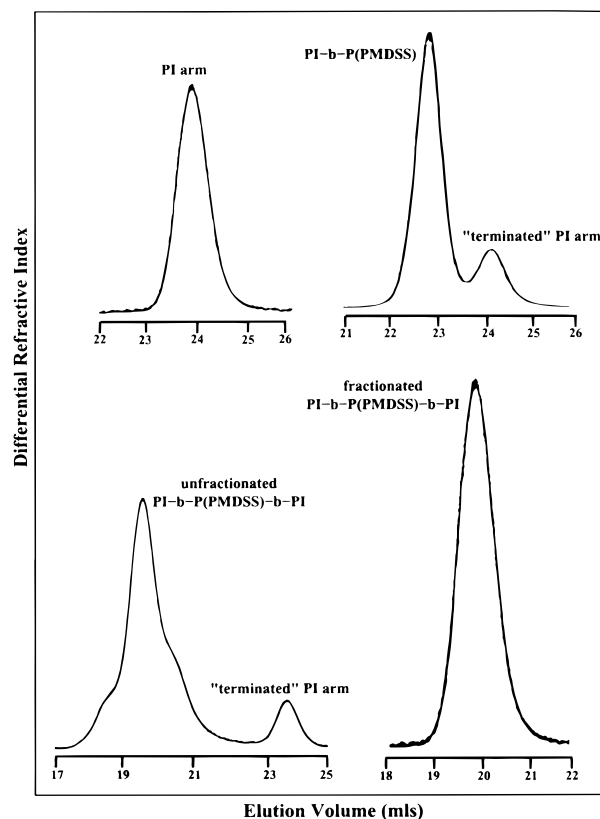 Differential Refractive Index
PI arm
22 23 24 25 26
PI-b-P(PMDSS)
"terminated" PI arm
21 22 23 24 25 26
unfractionated
PI-b-P(PMDSS)-b-PI
"terminated" PI arm
17 19 21 23 25
fractionated
PI-b-P(PMDSS)-b-PI
18 19 20 21 22
Elution Volume (mls)